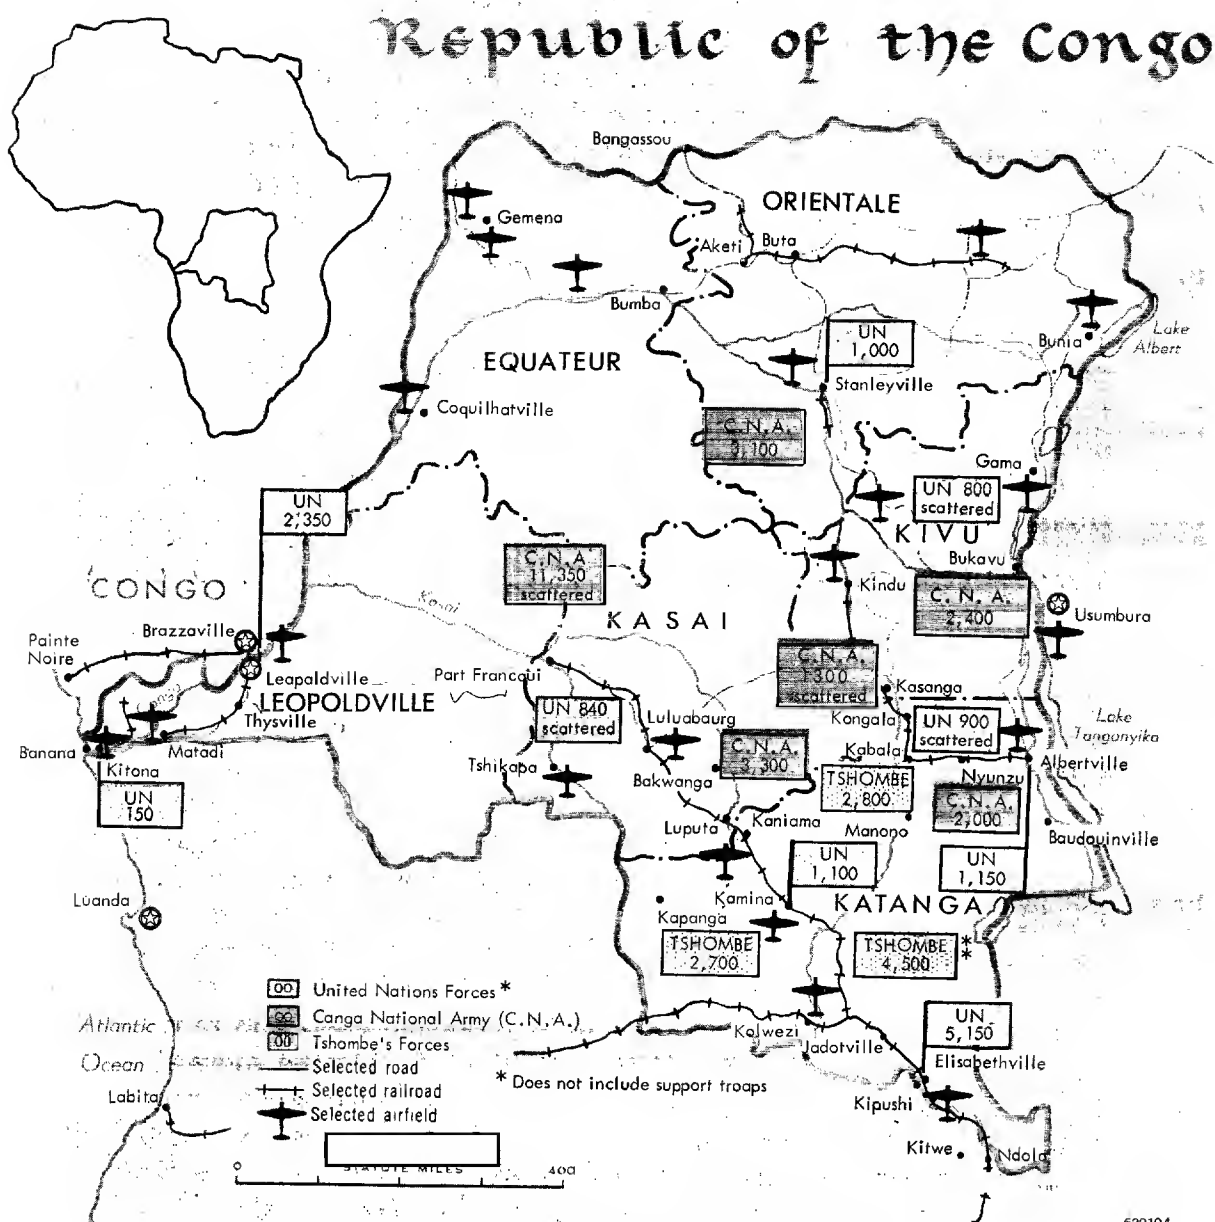 Republic of the Congo
Bangassou
ORIENTALE
Gemena
Aketi
Buta
Bumba
UN
1,000
Bunia
Lake
Albert
EQUATEUR
Stanleyville
Coquilhatville
C.N.A.
3,100
Gama
UN 800
scattered
UN
2,350
KIVU
Bukavu
C.N.A.
11,350
scattered
Kindu
CONGO
Kasai
KASAI
C.N.A.
2,400
Usumbura
Brazzaville
Painte
Noire
C.N.A.
1300
scattered
Leapaldville
Part Francqui
Kasanga
LEOPOLDVILLE
Congo
Thysville
UN 840
scattered
Luluabaurg
Kongala
UN 900
scattered
Lake
Tanganyika
Banana
Matadi
Kitona
C.N.A.
3,300
Kabala
Nyunzu
Albertville
Tshikapa
Bakwanga
TSHOMBE
2,800
C.N.A.
2,000
UN
150
Luputa
Kaniama
Manono
Baudouinville
UN
1,100
UN
1,150
Luanda
Kamina
KATANGA
Kapanga
TSHOMBE
2,700
TSHOMBE
4,500
*
*
United Nations Forces *
Canga National Army (C.N.A.)
Tshombe's Forces
Selected road
Selected railroad
Selected airfield
* Does not include support traaps
Atlantic
Ocean
Kolwezi
Jadotville
UN
5,150
Elisabethville
Labita
Kipushi
Kitwe
Ndola
0
STATUTE MILES
400